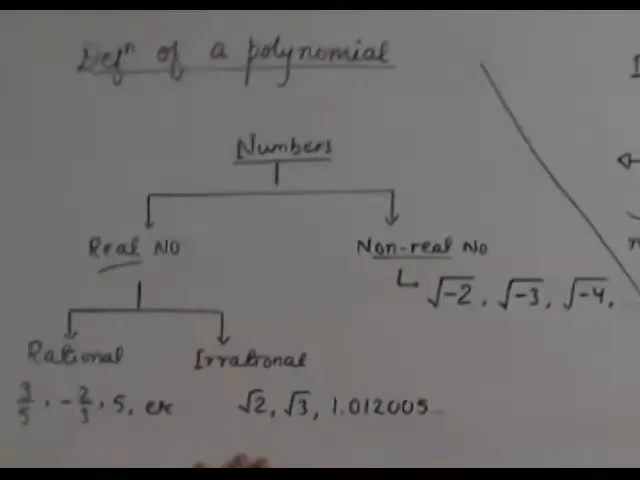 Defⁿ of a polynomial
Numbers
Real No
Non-real No
√-2, √-3, √-4,
Rational
Irrational
3/5, -2/3, 5, etc
√2, √3, 1.012005...